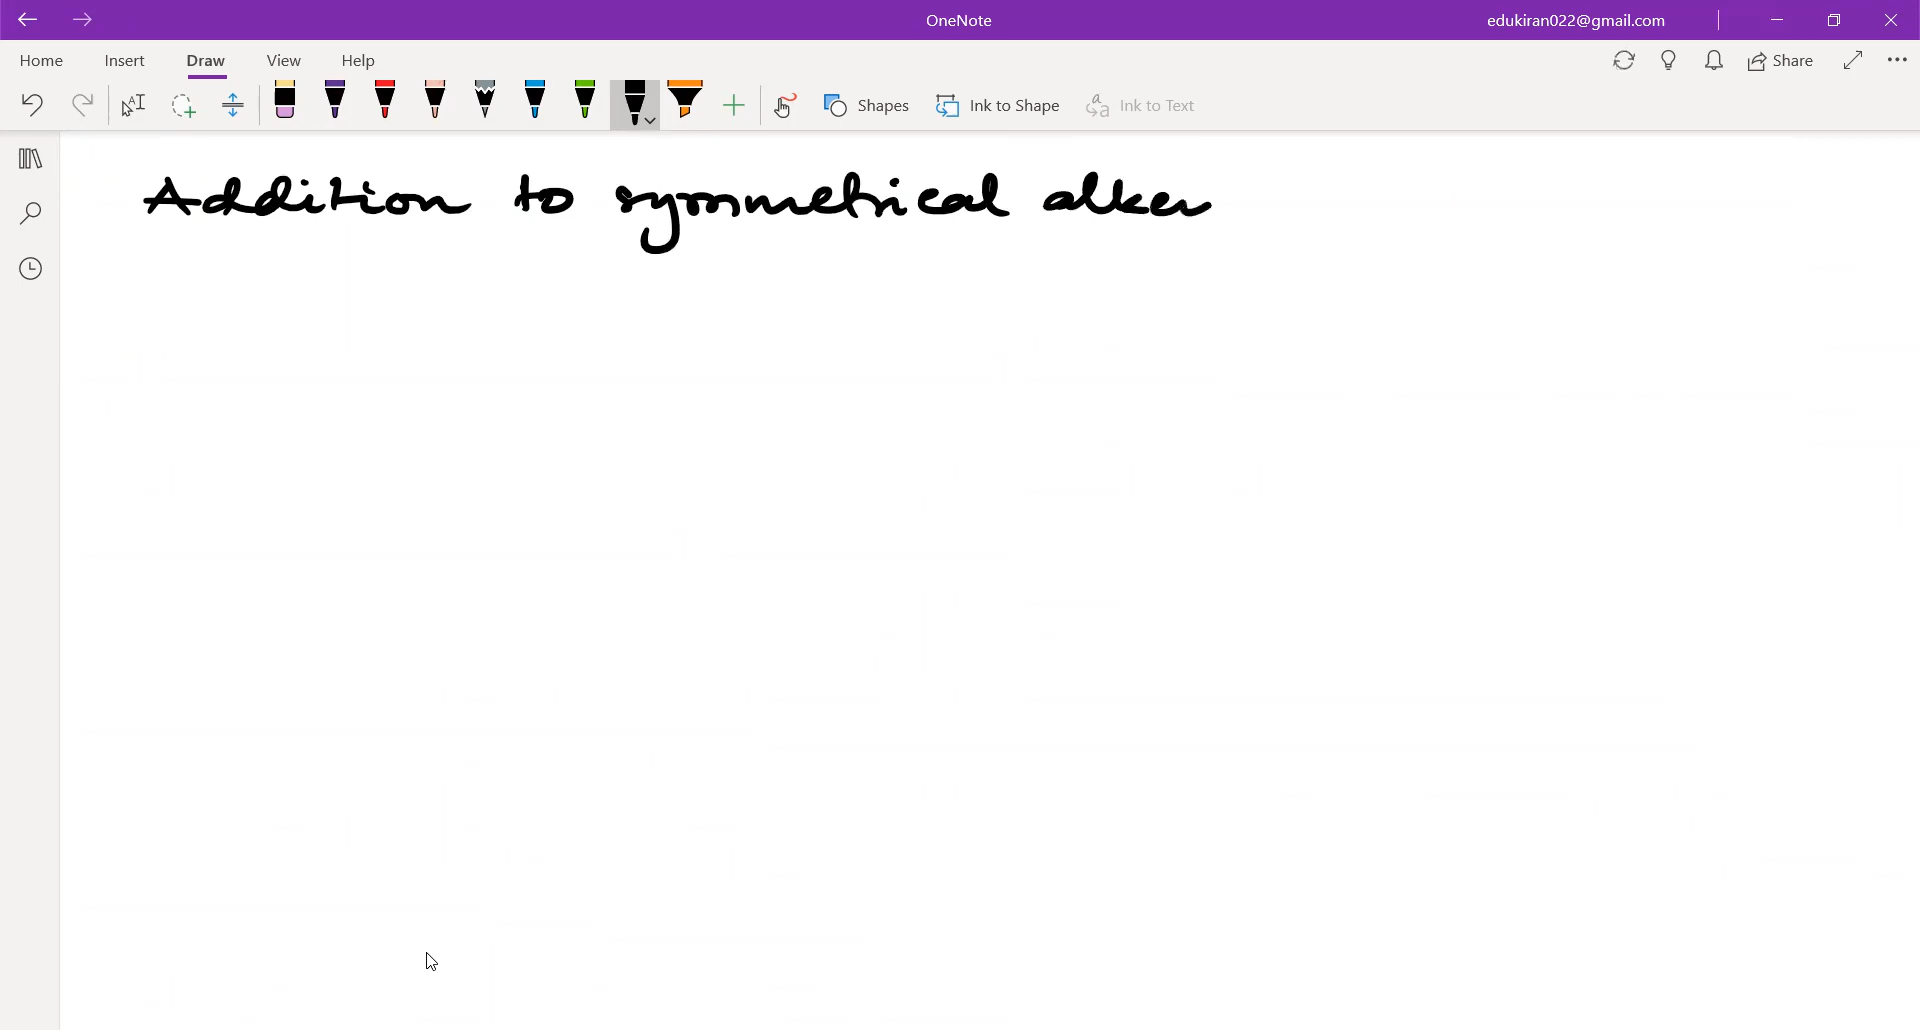 OneNote
edukiran022@gmail.com
Home Insert Draw View Help
Share
Shapes Ink to Shape Ink to Text
Addition to symmetrical alken